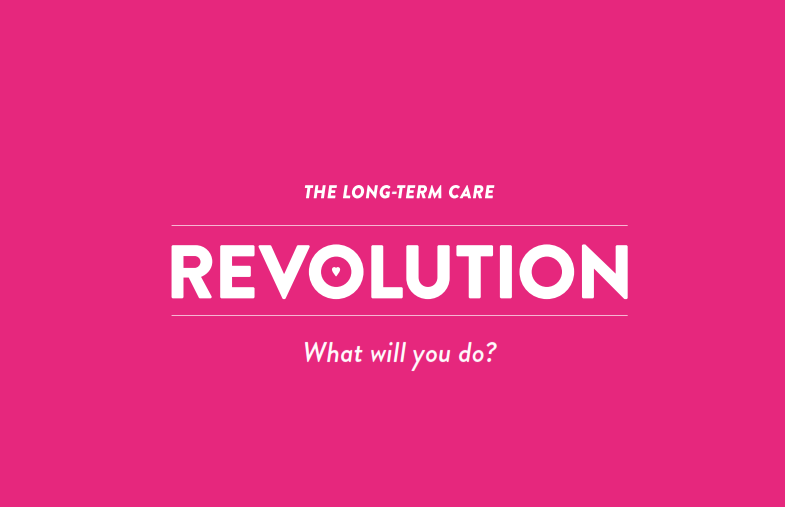 THE LONG-TERM CARE
REVOLUTION
What will you do?